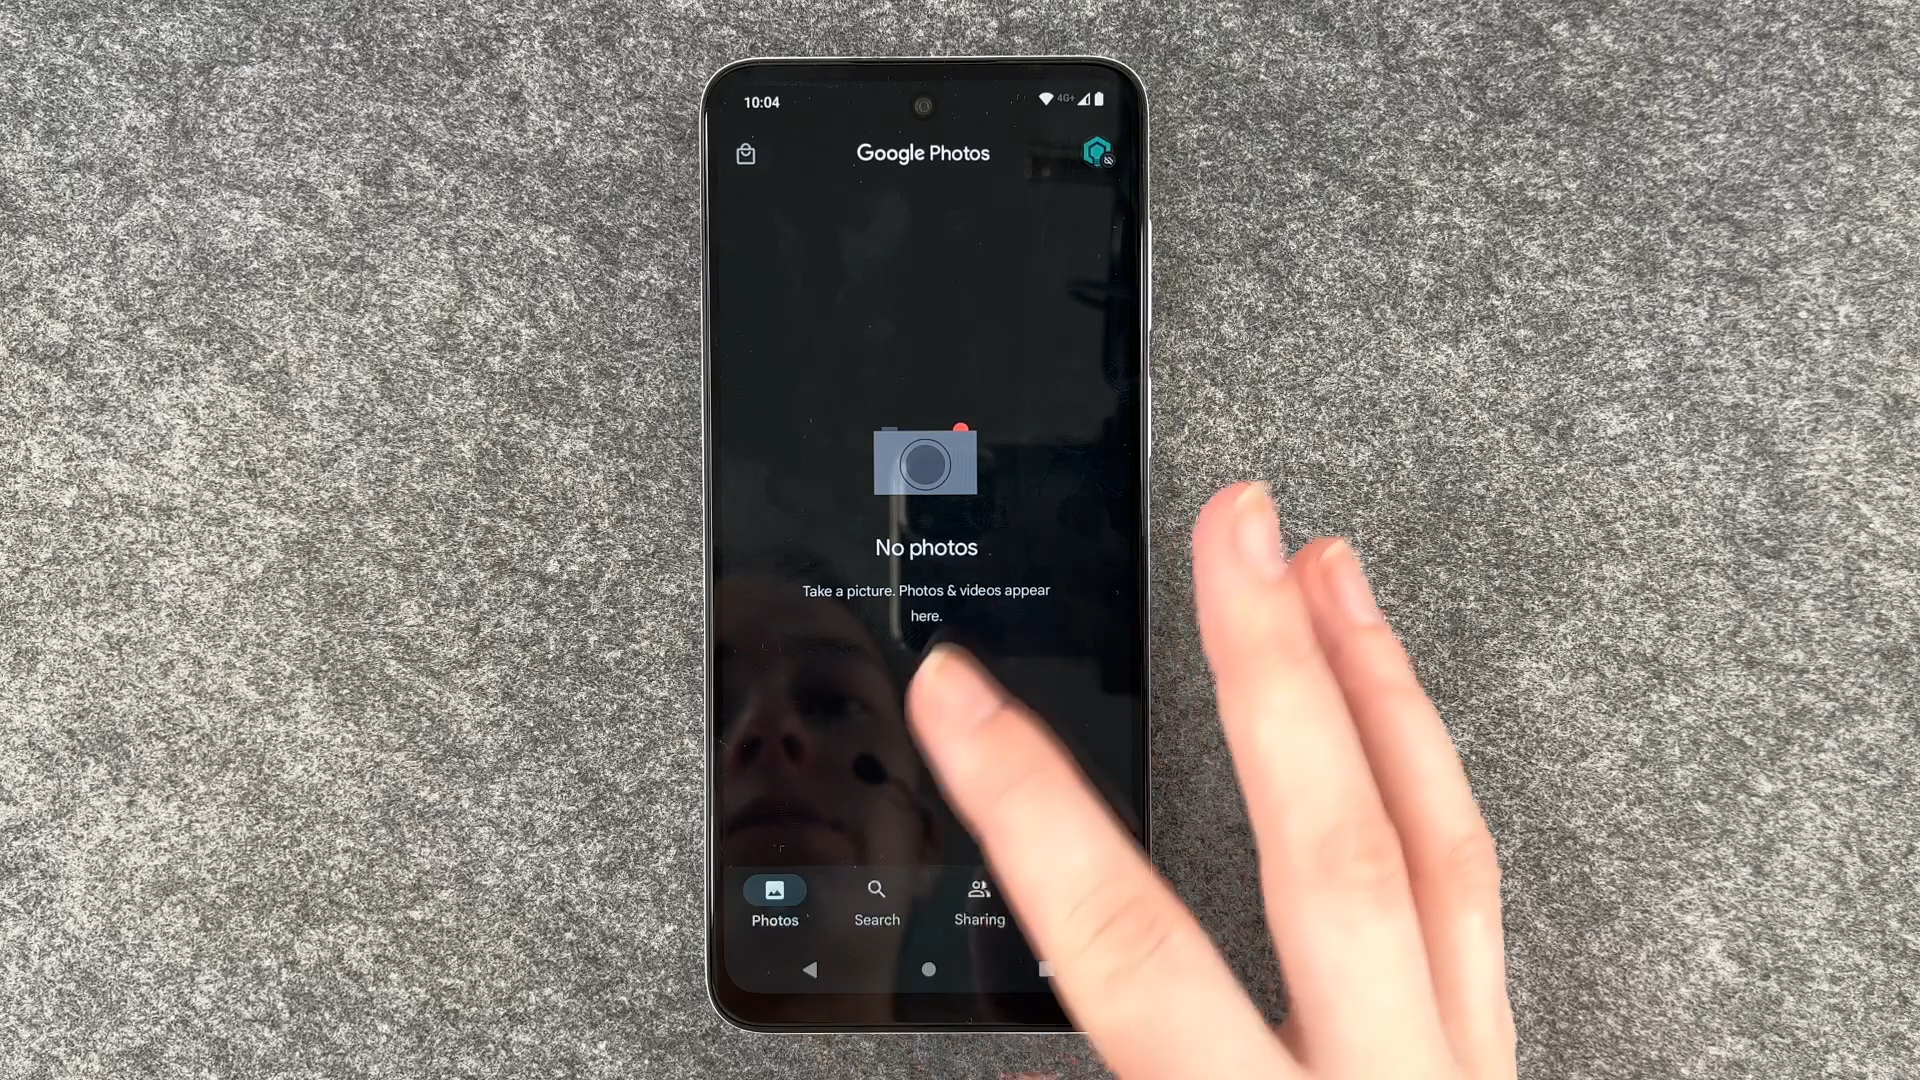 10:04
4G+
Google Photos
No photos
Take a picture. Photos & videos appear
here.
Photos
Search
Sharing